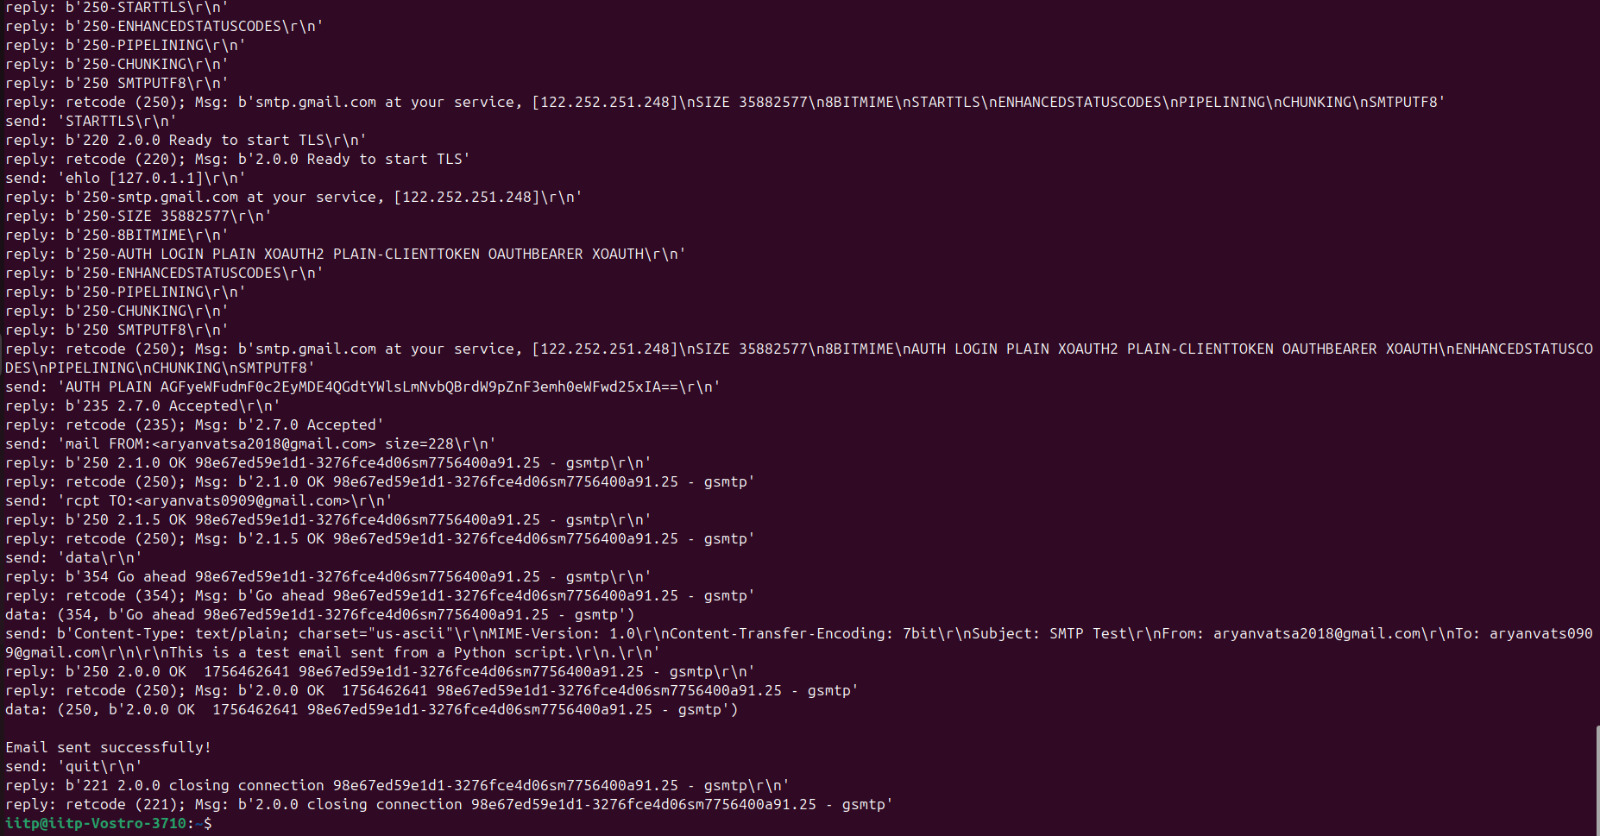 reply: b'250-STARTTLS\r\n'
reply: b'250-ENHANCEDSTATUSCODES\r\n'
reply: b'250-PIPELINING\r\n'
reply: b'250-CHUNKING\r\n'
reply: b'250 SMTPUTF8\r\n'
reply: retcode (250); Msg: b'smtp.gmail.com at your service, [122.252.251.248]\nSIZE 35882577\n8BITMIME\nSTARTTLS\nENHANCEDSTATUSCODES\nPIPELINING\nCHUNKING\nSMTPUTF8'
send: 'STARTTLS\r\n'
reply: b'220 2.0.0 Ready to start TLS\r\n'
reply: retcode (220); Msg: b'2.0.0 Ready to start TLS'
send: 'ehlo [127.0.1.1]\r\n'
reply: b'250-smtp.gmail.com at your service, [122.252.251.248]\r\n'
reply: b'250-SIZE 35882577\r\n'
reply: b'250-8BITMIME\r\n'
reply: b'250-AUTH LOGIN PLAIN XOAUTH2 PLAIN-CLIENTTOKEN OAUTHBEARER XOAUTH\r\n'
reply: b'250-ENHANCEDSTATUSCODES\r\n'
reply: b'250-PIPELINING\r\n'
reply: b'250-CHUNKING\r\n'
reply: b'250 SMTPUTF8\r\n'
reply: retcode (250); Msg: b'smtp.gmail.com at your service, [122.252.251.248]\nSIZE 35882577\n8BITMIME\nAUTH LOGIN PLAIN XOAUTH2 PLAIN-CLIENTTOKEN OAUTHBEARER XOAUTH\nENHANCEDSTATUSCO
DES\nPIPELINING\nCHUNKING\nSMTPUTF8'
send: 'AUTH PLAIN AGFyeWFudmF0c2EyMDE4QGdtYWlsLmNvbQBrdW9pZnF3emh0eWFwd25xIA==\r\n'
reply: b'235 2.7.0 Accepted\r\n'
reply: retcode (235); Msg: b'2.7.0 Accepted'
send: 'mail FROM:<aryanvatsa2018@gmail.com> size=228\r\n'
reply: b'250 2.1.0 OK 98e67ed59e1d1-3276fce4d06sm7756400a91.25 - gsmtp\r\n'
reply: retcode (250); Msg: b'2.1.0 OK 98e67ed59e1d1-3276fce4d06sm7756400a91.25 - gsmtp'
send: 'rcpt TO:<aryanvats0909@gmail.com>\r\n'
reply: b'250 2.1.5 OK 98e67ed59e1d1-3276fce4d06sm7756400a91.25 - gsmtp\r\n'
reply: retcode (250); Msg: b'2.1.5 OK 98e67ed59e1d1-3276fce4d06sm7756400a91.25 - gsmtp'
send: 'data\r\n'
reply: b'354 Go ahead 98e67ed59e1d1-3276fce4d06sm7756400a91.25 - gsmtp\r\n'
reply: retcode (354); Msg: b'Go ahead 98e67ed59e1d1-3276fce4d06sm7756400a91.25 - gsmtp'
data: (354, b'Go ahead 98e67ed59e1d1-3276fce4d06sm7756400a91.25 - gsmtp')
send: b'Content-Type: text/plain; charset="us-ascii"\r\nMIME-Version: 1.0\r\nContent-Transfer-Encoding: 7bit\r\nSubject: SMTP Test\r\nFrom: aryanvatsa2018@gmail.com\r\nTo: aryanvats090
9@gmail.com\r\n\r\nThis is a test email sent from a Python script.\r\n.\r\n'
reply: b'250 2.0.0 OK  1756462641 98e67ed59e1d1-3276fce4d06sm7756400a91.25 - gsmtp\r\n'
reply: retcode (250); Msg: b'2.0.0 OK  1756462641 98e67ed59e1d1-3276fce4d06sm7756400a91.25 - gsmtp'
data: (250, b'2.0.0 OK  1756462641 98e67ed59e1d1-3276fce4d06sm7756400a91.25 - gsmtp')
Email sent successfully!
send: 'quit\r\n'
reply: b'221 2.0.0 closing connection 98e67ed59e1d1-3276fce4d06sm7756400a91.25 - gsmtp\r\n'
reply: retcode (221); Msg: b'2.0.0 closing connection 98e67ed59e1d1-3276fce4d06sm7756400a91.25 - gsmtp'
iitp@iitp-Vostro-3710:~$